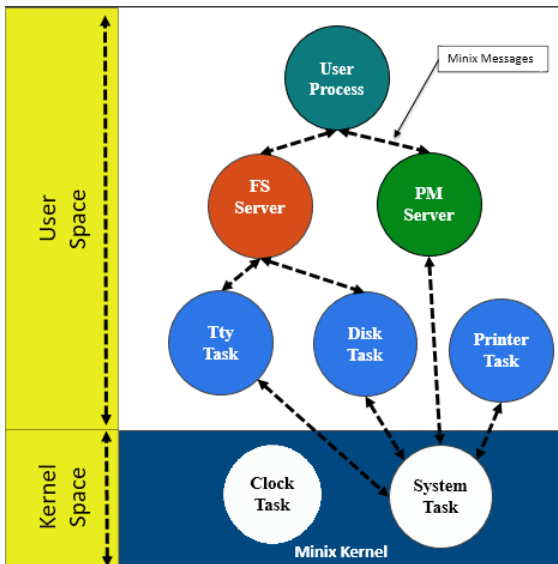 User
Process
Minix Messages
FS
Server
PM
Server
User
Space
Tty
Task
Disk
Task
Printer
Task
Kernel
Space
Clock
Task
System
Task
Minix Kernel